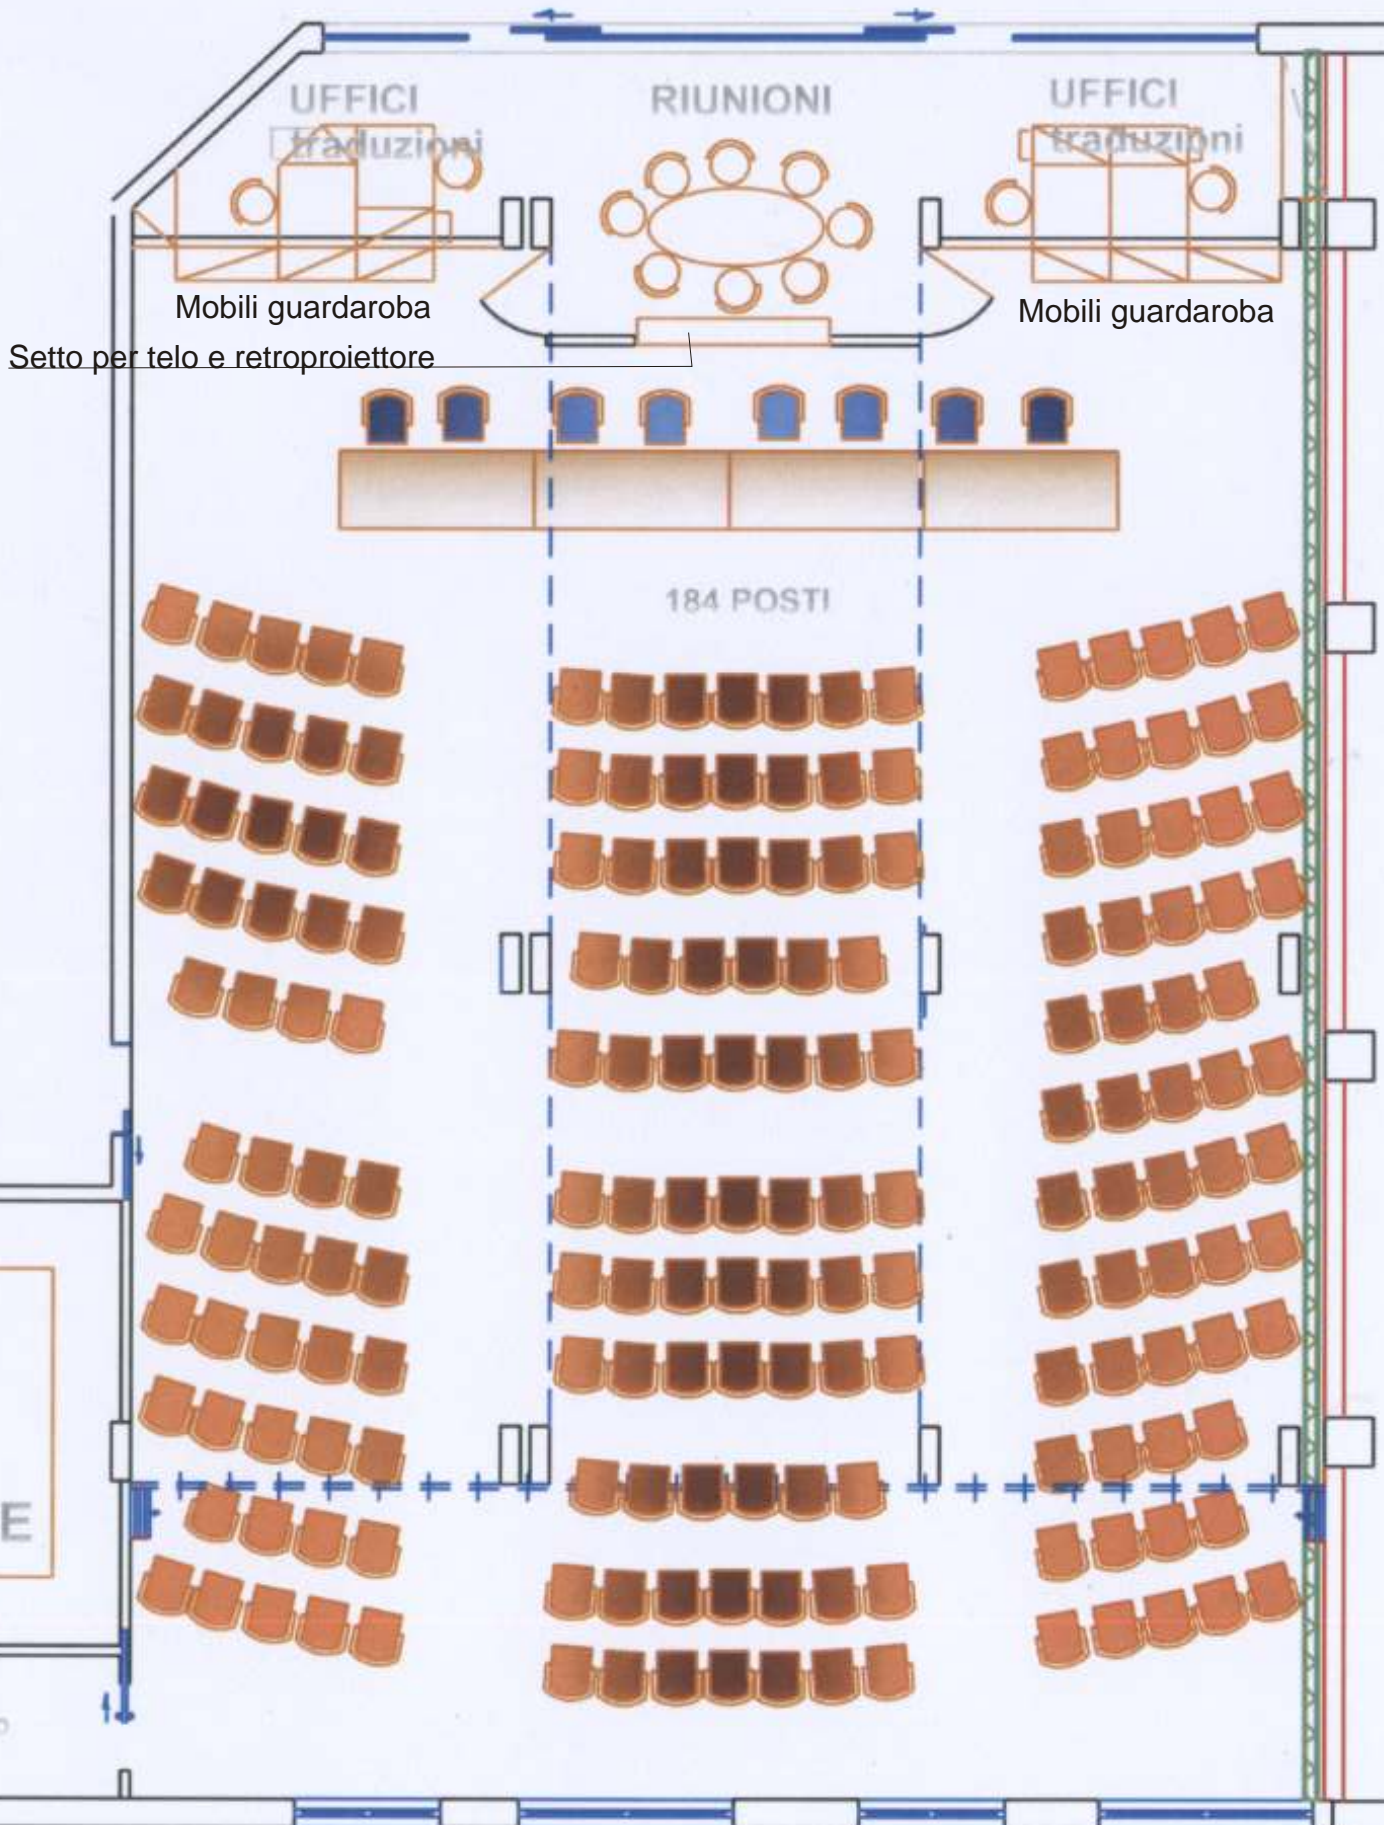 UFFICI
traduzioni
RIUNIONI
UFFICI
traduzioni
Mobili guardaroba
Mobili guardaroba
Setto per telo e retroproiettore
184 POSTI
E